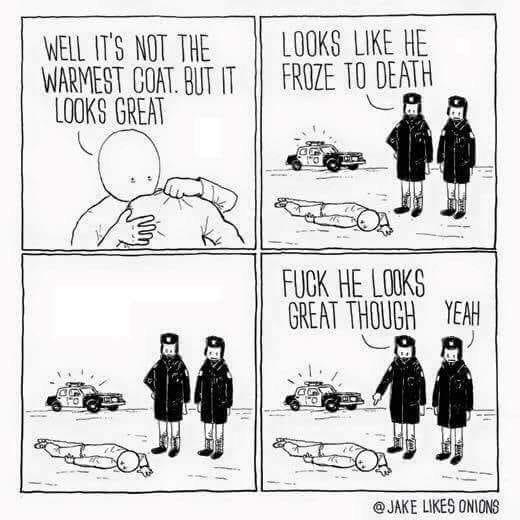 WELL IT'S NOT THE
WARMEST COAT. BUT IT
LOOKS GREAT
LOOKS LIKE HE
FROZE TO DEATH
FUCK HE LOOKS
GREAT THOUGH
YEAH
@JAKE LIKES ONIONS